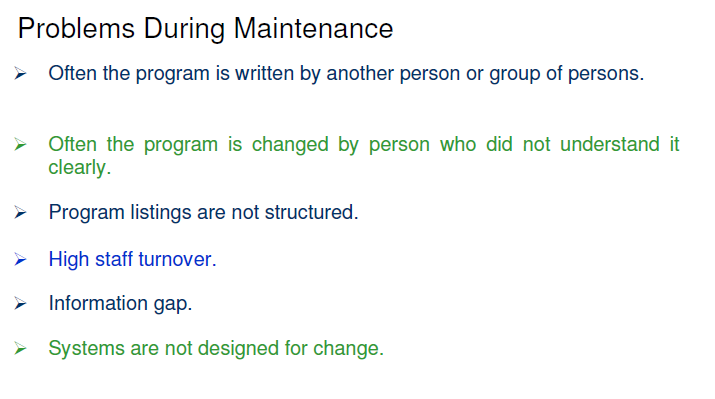 Problems During Maintenance
➢ Often the program is written by another person or group of persons.
➢ Often the program is changed by person who did not understand it
clearly.
➢ Program listings are not structured.
➢ High staff turnover.
➢ Information gap.
➢ Systems are not designed for change.